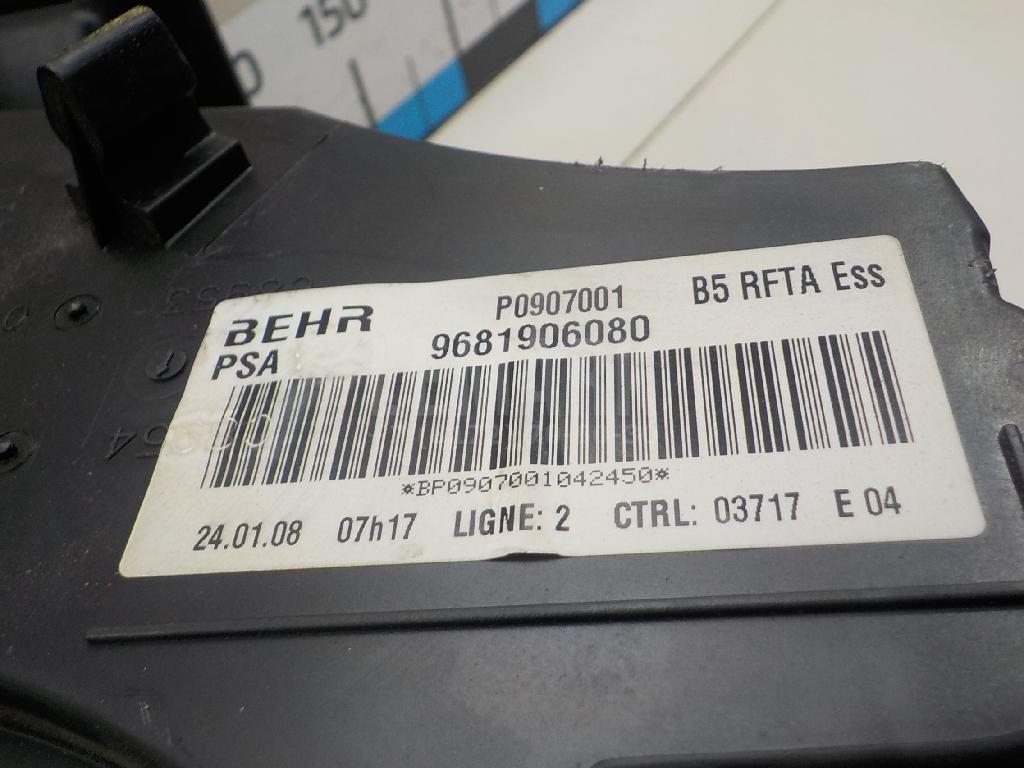 150
BEHR P0907001 B5 RFTA Ess
PSA 9681906080
*BP0907001042450*
24.01.08 07h17 LIGNE: 2 CTRL: 03717 E 04